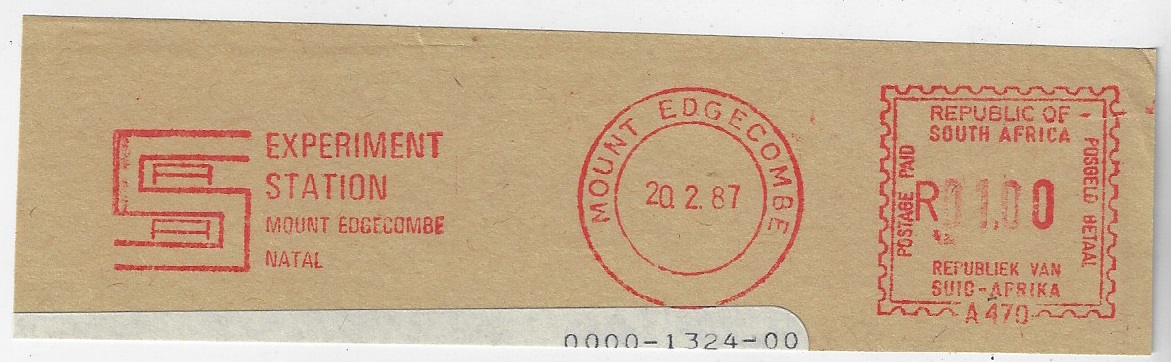 EXPERIMENT
STATION
MOUNT EDGECOMBE
NATAL
MOUNT EDGECOMBE
20.2.87
REPUBLIC OF
SOUTH AFRICA
POSTAGE PAID
R01.00
POSGELD BETAAL
REPUBLIEK VAN
SUID-AFRIKA
A470
0000-1324-00